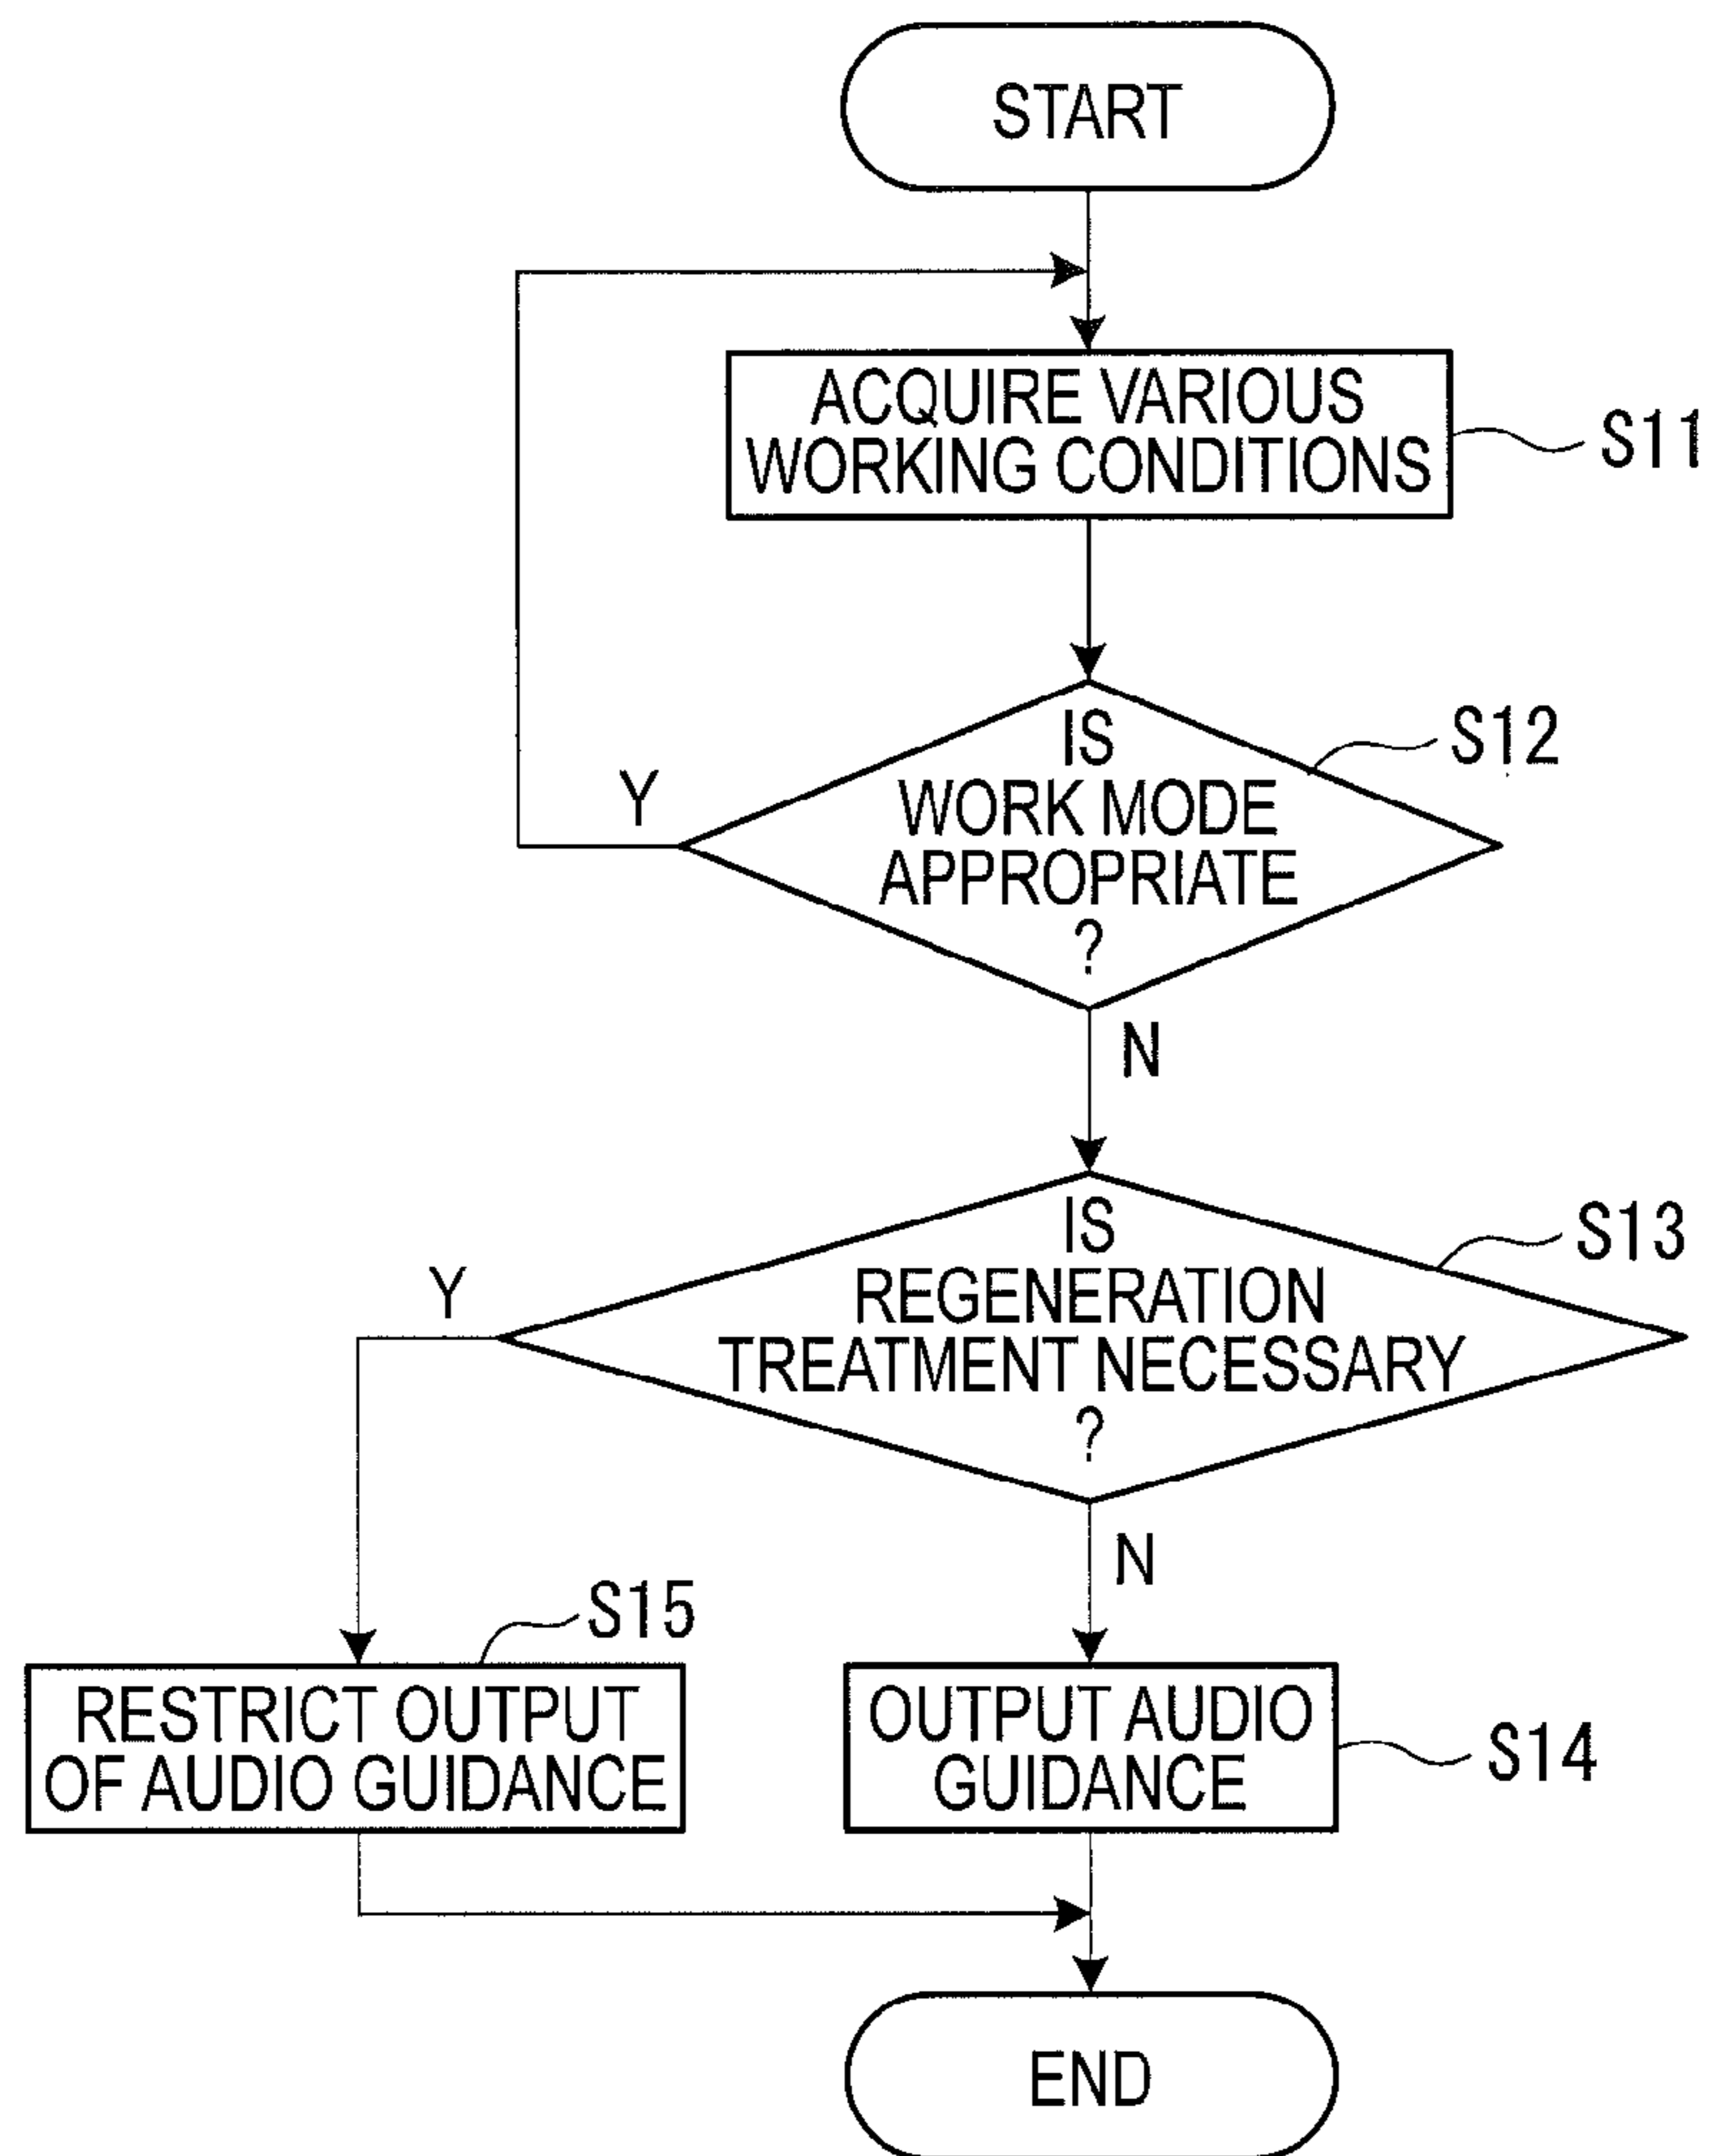 START
ACQUIRE VARIOUS
WORKING CONDITIONS
S11
IS
WORK MODE
APPROPRIATE
?
S12
Y
N
IS
REGENERATION
TREATMENT NECESSARY
?
S13
Y
N
RESTRICT OUTPUT
OF AUDIO GUIDANCE
S15
OUTPUT AUDIO
GUIDANCE
S14
END